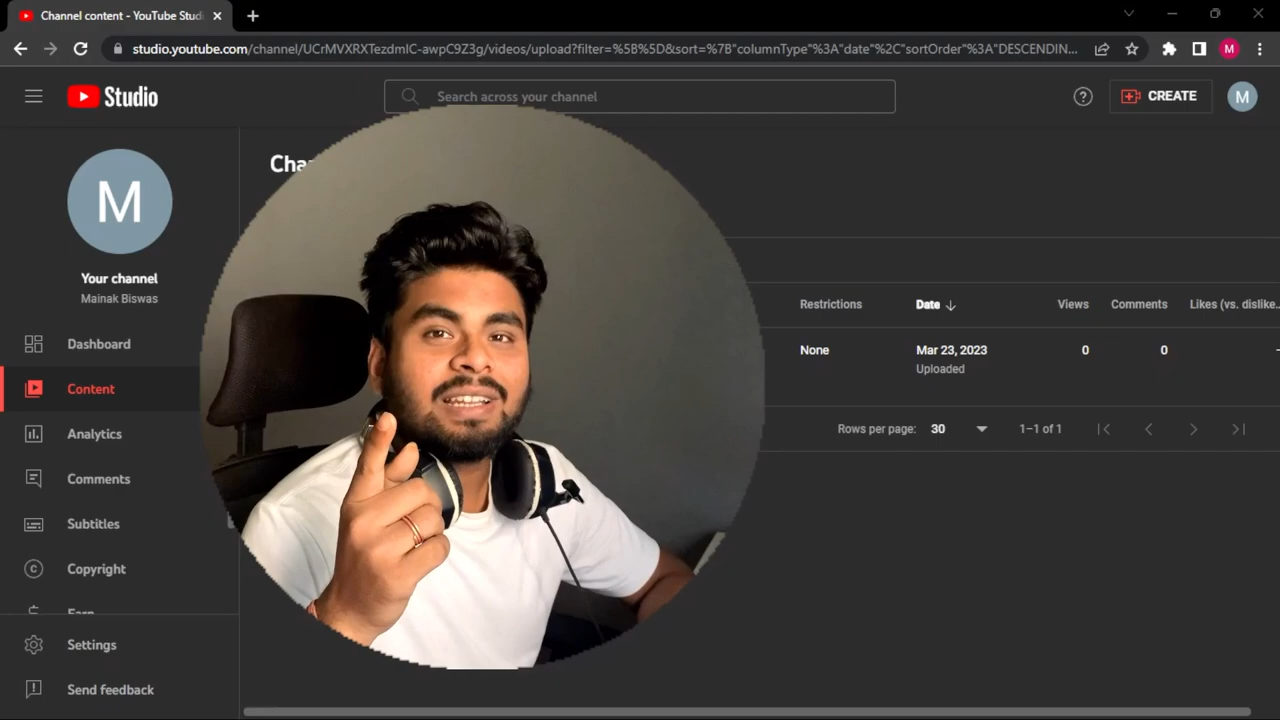 Channel content - YouTube Studi
studio.youtube.com/channel/UCrMVXRXTezdmIC-awpC9Z3g/videos/upload?filter=%5B%5D&sort=%7B"columnType"%3A"date"%2C"sortOrder"%3A"DESCENDIN...
M
Studio
Search across your channel
CREATE
M
M
Your channel
Mainak Biswas
Dashboard
Content
Analytics
Comments
Subtitles
Copyright
Earn
Settings
Send feedback
Restrictions Date Views Comments Likes (vs. dislike...
None Mar 23, 2023 0 0
Uploaded
Rows per page: 30 1–1 of 1